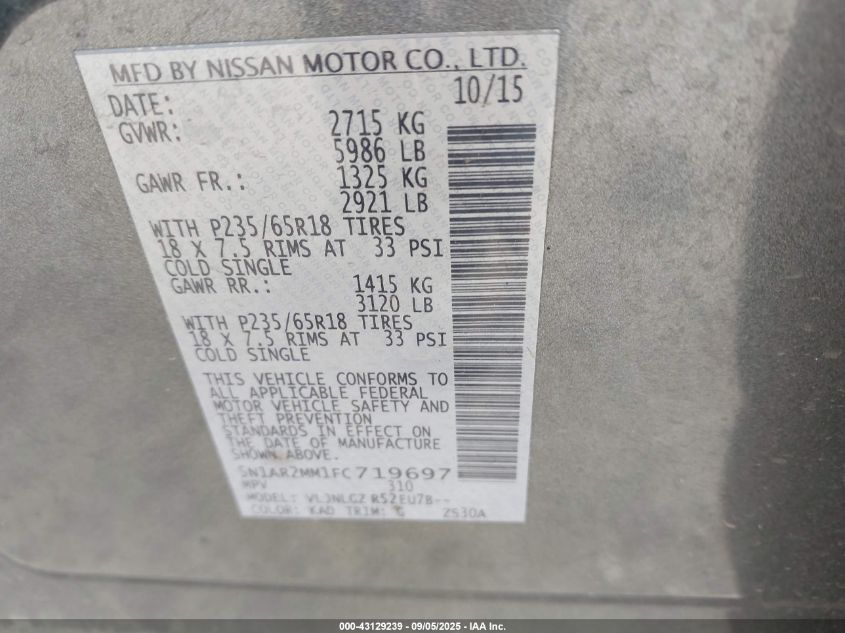 MFD BY NISSAN MOTOR CO., LTD.
DATE: 10/15
GVWR: 2715 KG
5986 LB
GAWR FR.: 1325 KG
2921 LB
WITH P235/65R18 TIRES
18 X 7.5 RIMS AT 33 PSI
COLD SINGLE
GAWR RR.: 1415 KG
3120 LB
WITH P235/65R18 TIRES
18 X 7.5 RIMS AT 33 PSI
COLD SINGLE
THIS VEHICLE CONFORMS TO
ALL APPLICABLE FEDERAL
MOTOR VEHICLE SAFETY AND
THEFT PREVENTION
STANDARDS IN EFFECT ON
THE DATE OF MANUFACTURE
SHOWN ABOVE.
5N1AR2MM1FC719697
MPV 310
MODEL: VLJNLGZ R52EU7B--
COLOR: KAD TRIM: G ZS30A
000-43129239 - 09/05/2025 - IAA Inc.